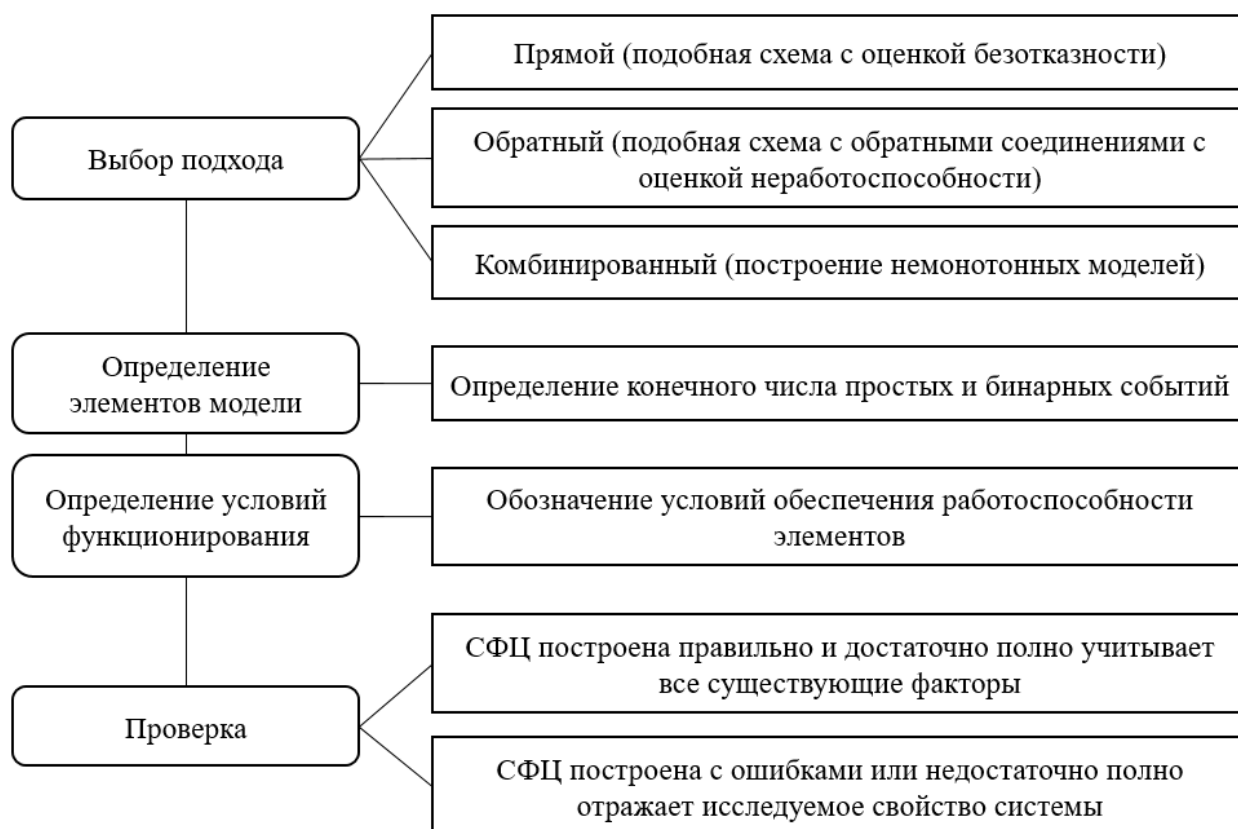 Выбор подхода
Прямой (подобная схема с оценкой безотказности)
Обратный (подобная схема с обратными соединениями с
оценкой неработоспособности)
Комбинированный (построение немонотонных моделей)
Определение
элементов модели
Определение конечного числа простых и бинарных событий
Определение условий
функционирования
Обозначение условий обеспечения работоспособности
элементов
Проверка
СФЦ построена правильно и достаточно полно учитывает
все существующие факторы
СФЦ построена с ошибками или недостаточно полно
отражает исследуемое свойство системы